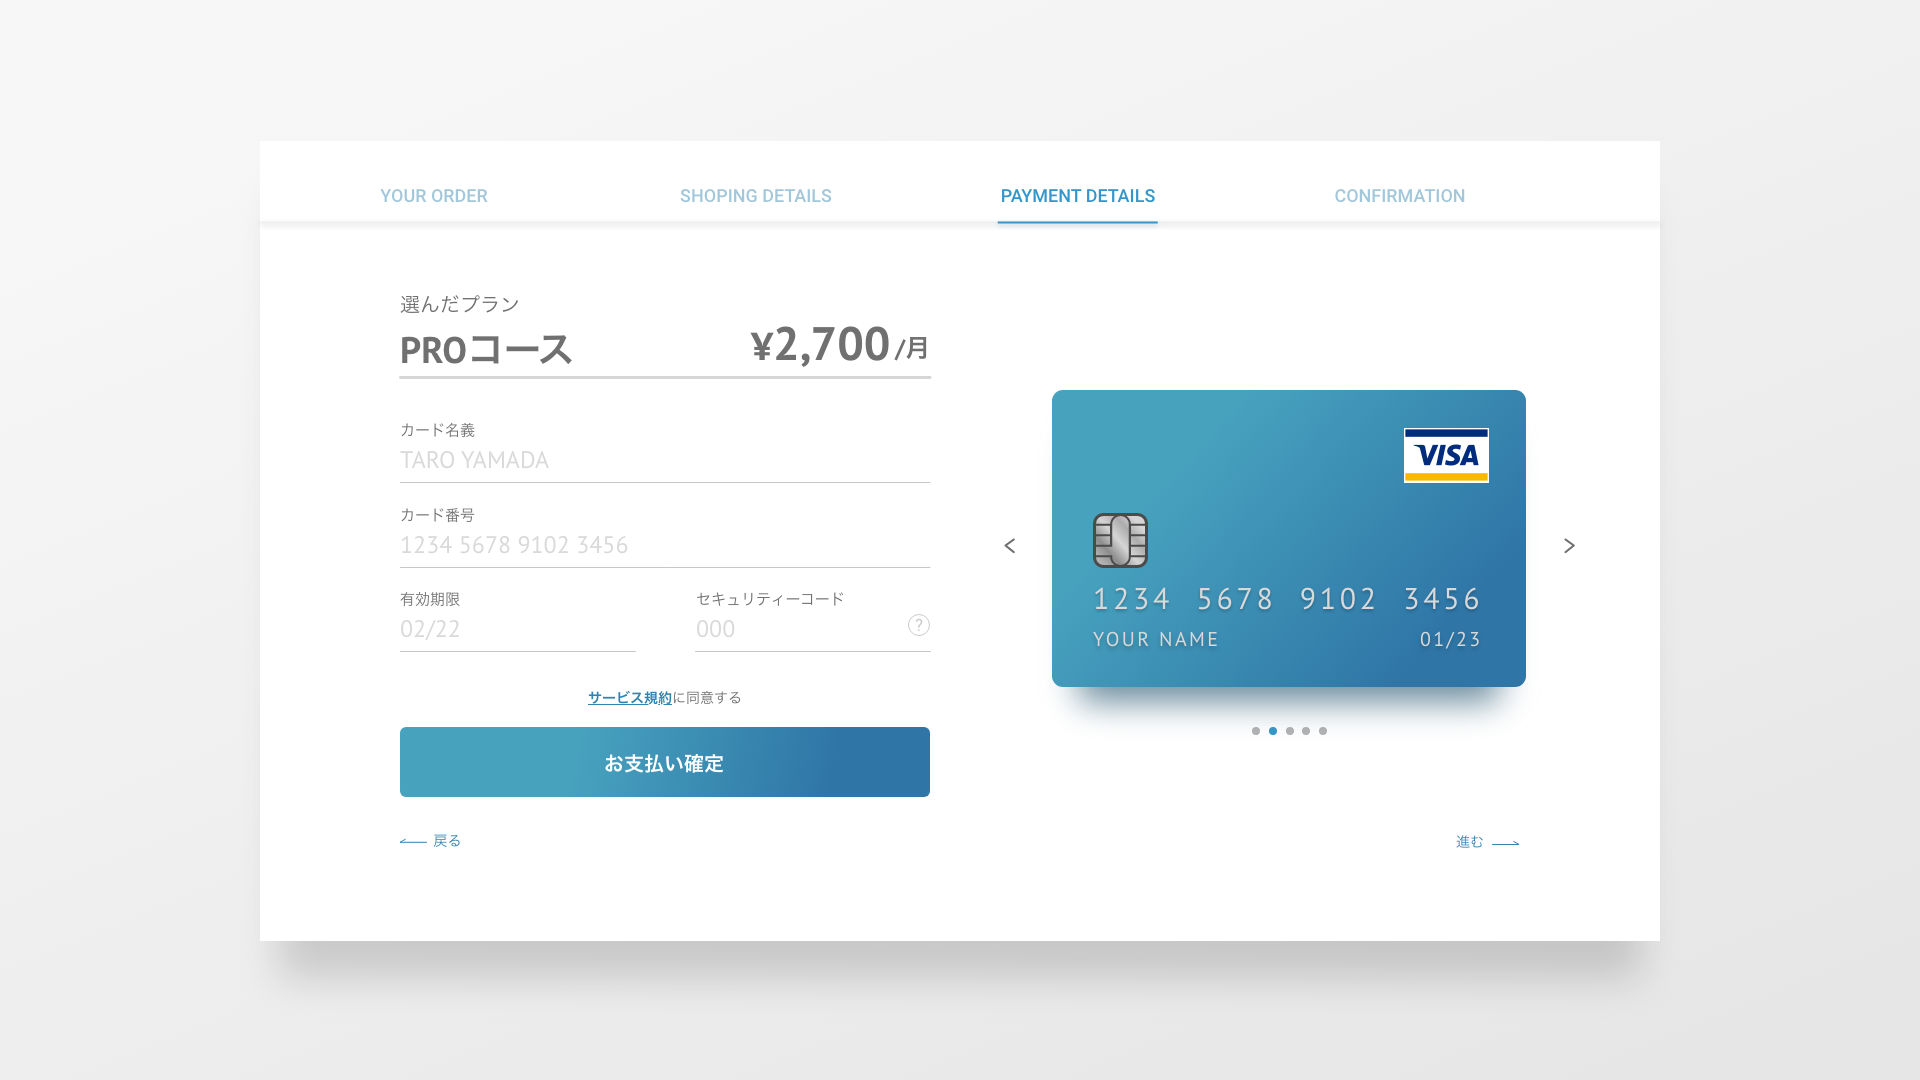 YOUR ORDER SHOPING DETAILS PAYMENT DETAILS CONFIRMATION
選んだプラン
PROコース ¥2,700/月
カード名義
TARO YAMADA
カード番号
1234 5678 9102 3456
有効期限 セキュリティーコード
02/22 000 ?
サービス規約に同意する
お支払い確定
戻る
VISA
1234 5678 9102 3456
YOUR NAME 01/23
進む